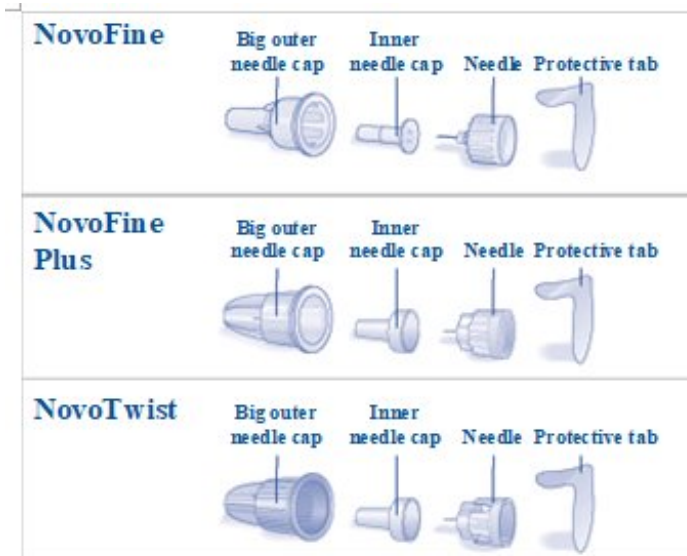 NovoFine
Big outer needle cap
Inner needle cap
Needle
Protective tab
NovoFine Plus
Big outer needle cap
Inner needle cap
Needle
Protective tab
NovoTwist
Big outer needle cap
Inner needle cap
Needle
Protective tab